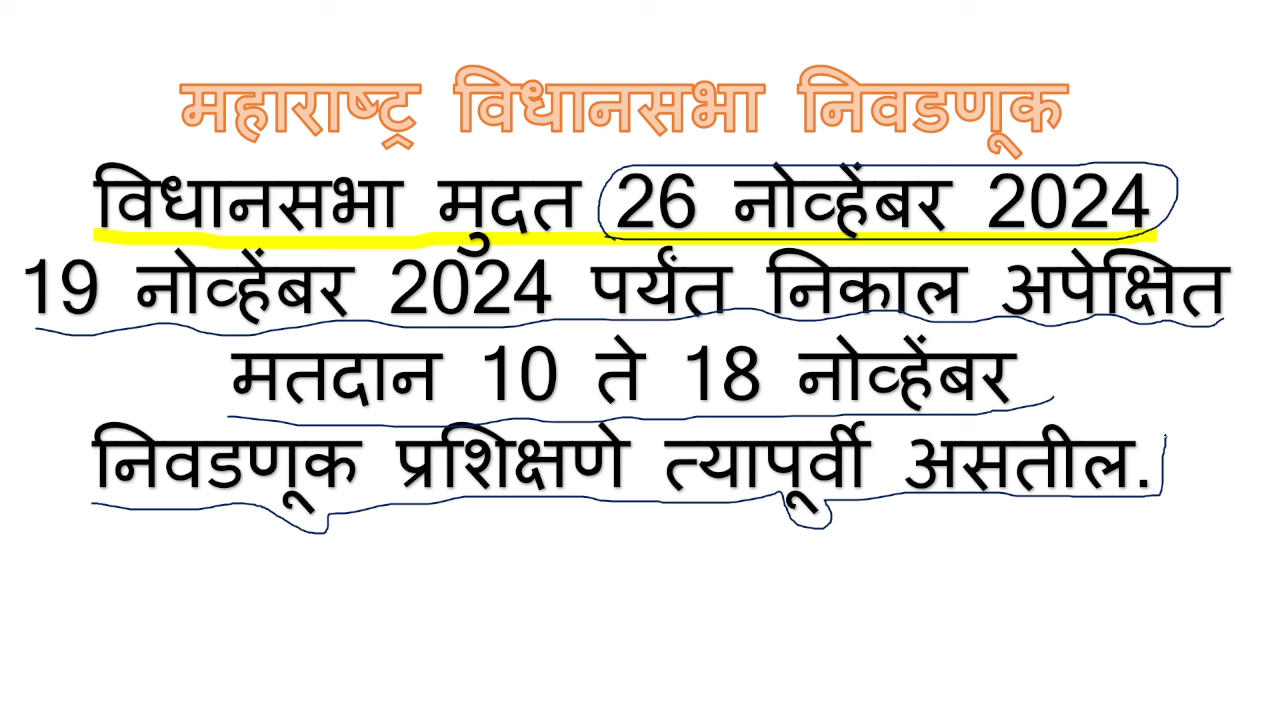 महाराष्ट्र विधानसभा निवडणूक
विधानसभा मुदत 26 नोव्हेंबर 2024
19 नोव्हेंबर 2024 पर्यंत निकाल अपेक्षित
मतदान 10 ते 18 नोव्हेंबर
निवडणूक प्रशिक्षणे त्यापूर्वी असतील.